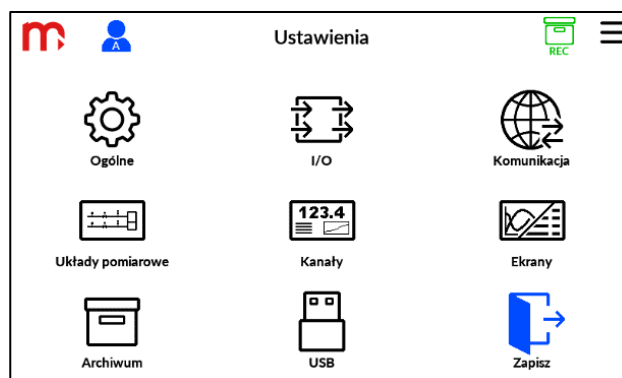 m
A
Ustawienia
REC
Ogólne
I/O
Komunikacja
123.4
Układy pomiarowe
Kanały
Ekrany
Archiwum
USB
Zapisz